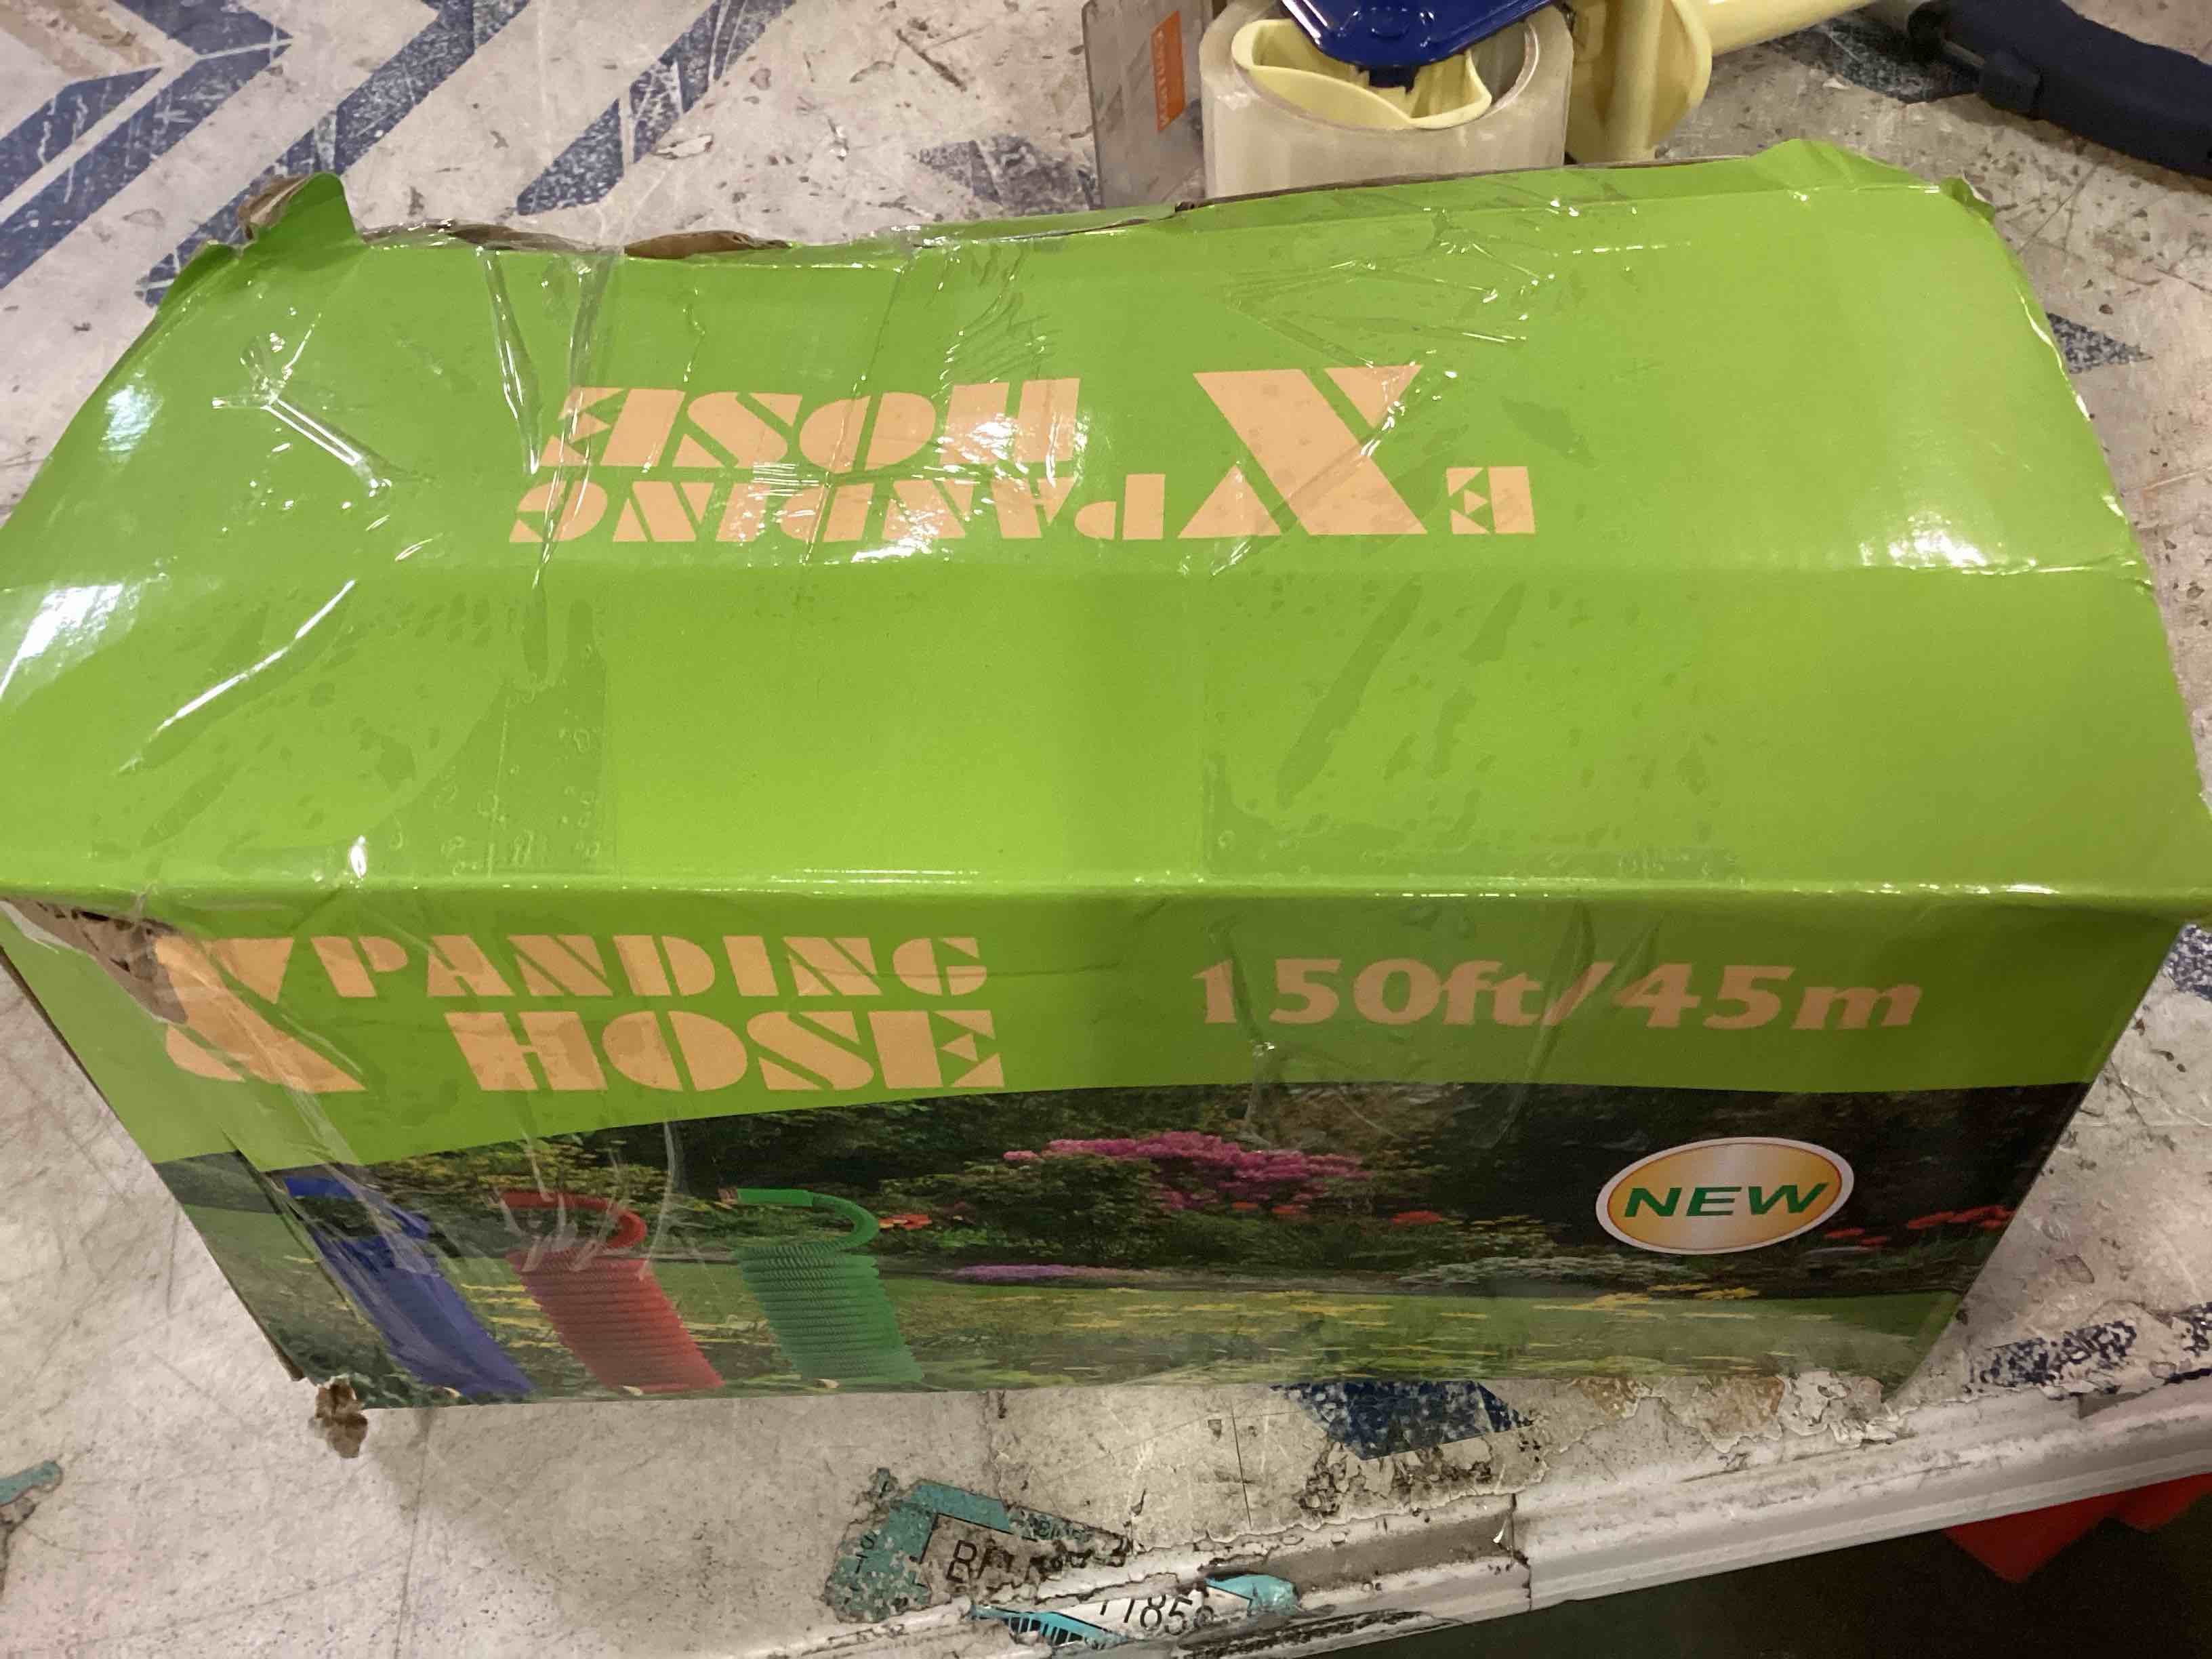 EXPANDING
HOSE
XPANDING
HOSE
150ft/45m
NEW